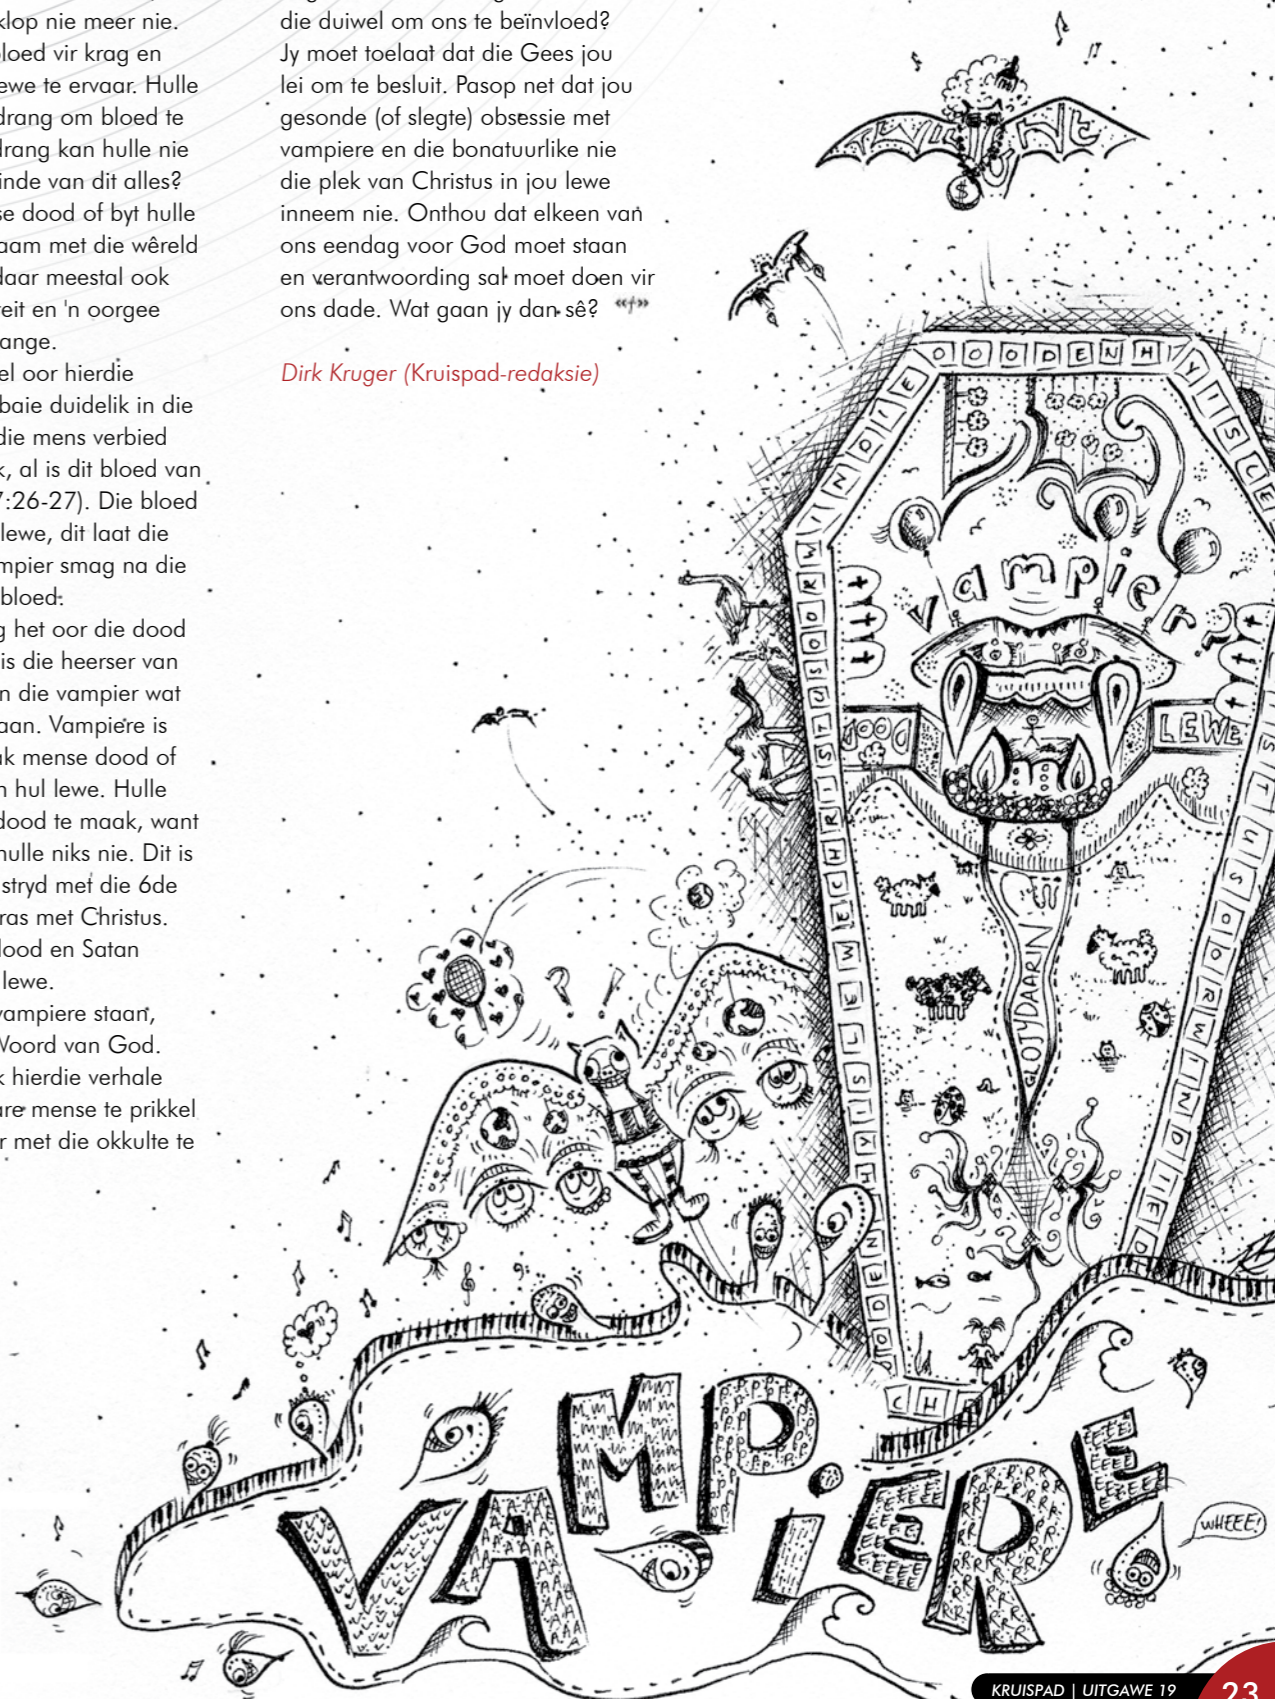 klop nie meer nie.
bloed vir krag en
lewe te ervaar. Hulle
drang om bloed te
drang kan hulle nie
einde van dit alles?
se dood of byt hulle
saam met die wêreld
daar meestal ook
teit en 'n oorgee
lange.
el oor hierdie
baie duidelik in die
die mens verbied
k, al is dit bloed van
7:26-27). Die bloed
lewe, dit laat die
mpier smag na die
bloed.
g het oor die dood
is die heerser van
n die vampier wat
aan. Vampiere is
ak mense dood of
n hul lewe. Hulle
dood te maak, want
hulle niks nie. Dit is
stryd met die 6de
ras met Christus.
dood en Satan
lewe.
vampiere staan,
Woord van God.
k hierdie verhale
are mense te prikkel
r met die okkulte te
die duiwel om ons te beïnvloed?
Jy moet toelaat dat die Gees jou
lei om te besluit. Pasop net dat jou
gesonde (of slegte) obsessie met
vampiere en die bonatuurlike nie
die plek van Christus in jou lewe
inneem nie. Onthou dat elkeen van
ons eendag voor God moet staan
en verantwoording sal moet doen vir
ons dade. Wat gaan jy dan sê?
Dirk Kruger (Kruispad-redaksie)
$
Vampier?
DOOD
LEWE
GLO JY DAARIN
CH
? !
VAMPiERE
WHEEE!
KRUISPAD | UITGAWE 19
23